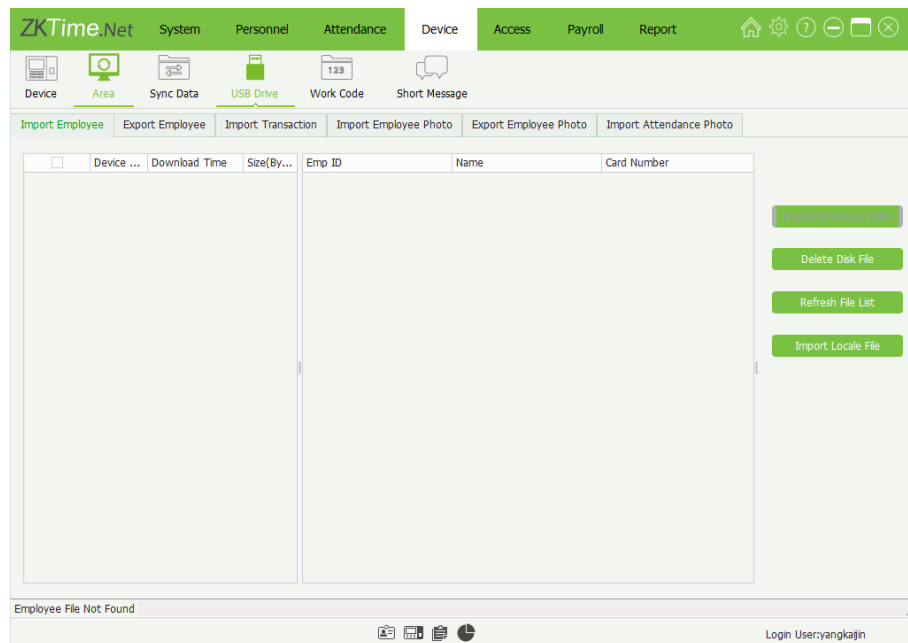 ZKTime.Net System Personnel Attendance Device Access Payroll Report
123
Device Area Sync Data USB Drive Work Code Short Message
Import Employee Export Employee Import Transaction Import Employee Photo Export Employee Photo Import Attendance Photo
Device ... Download Time Size(By... Emp ID Name Card Number
Delete Disk File
Refresh File List
Import Locale File
Employee File Not Found
Login User:yangkaijin